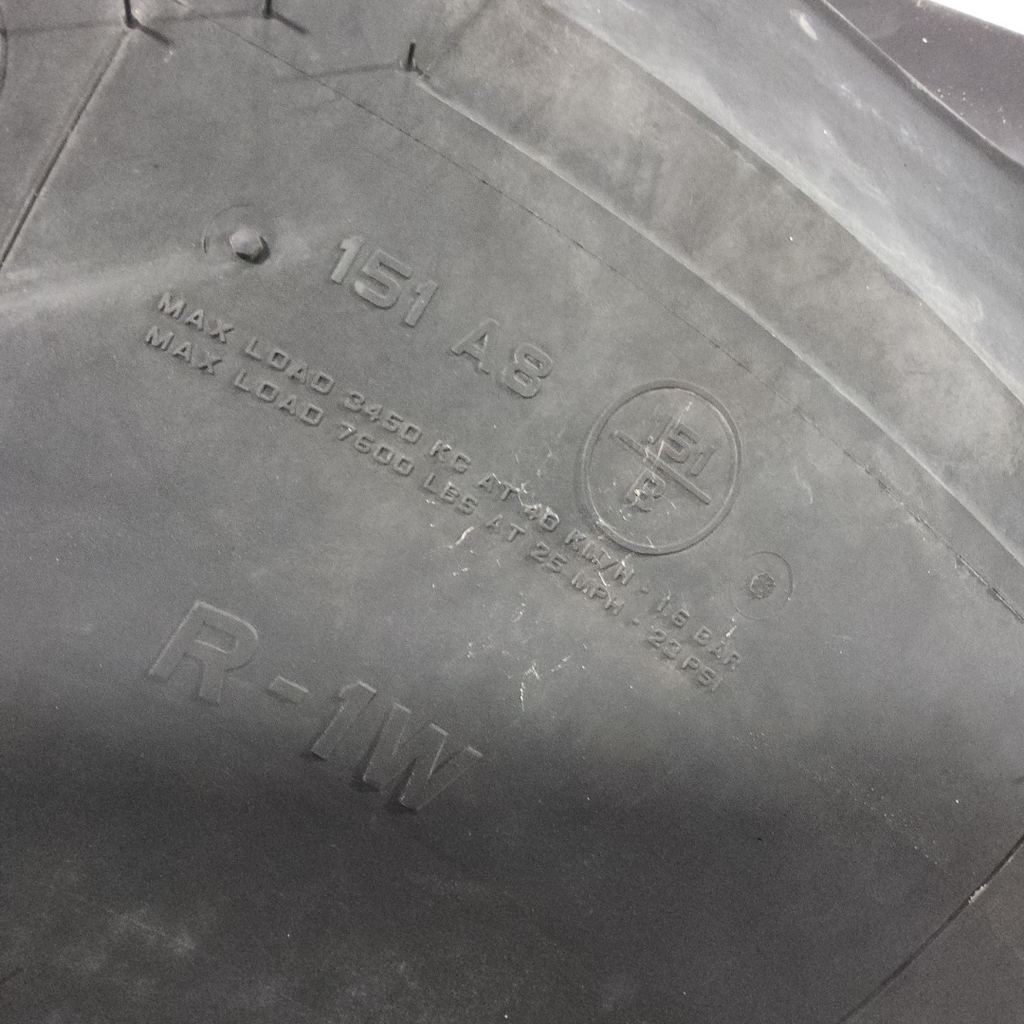 151 A8
MAX LOAD 3450 KG AT 40 KM/H - 1.6 BAR
MAX LOAD 7600 LBS AT 25 MPH - 23 PSI
151
B
R-1W